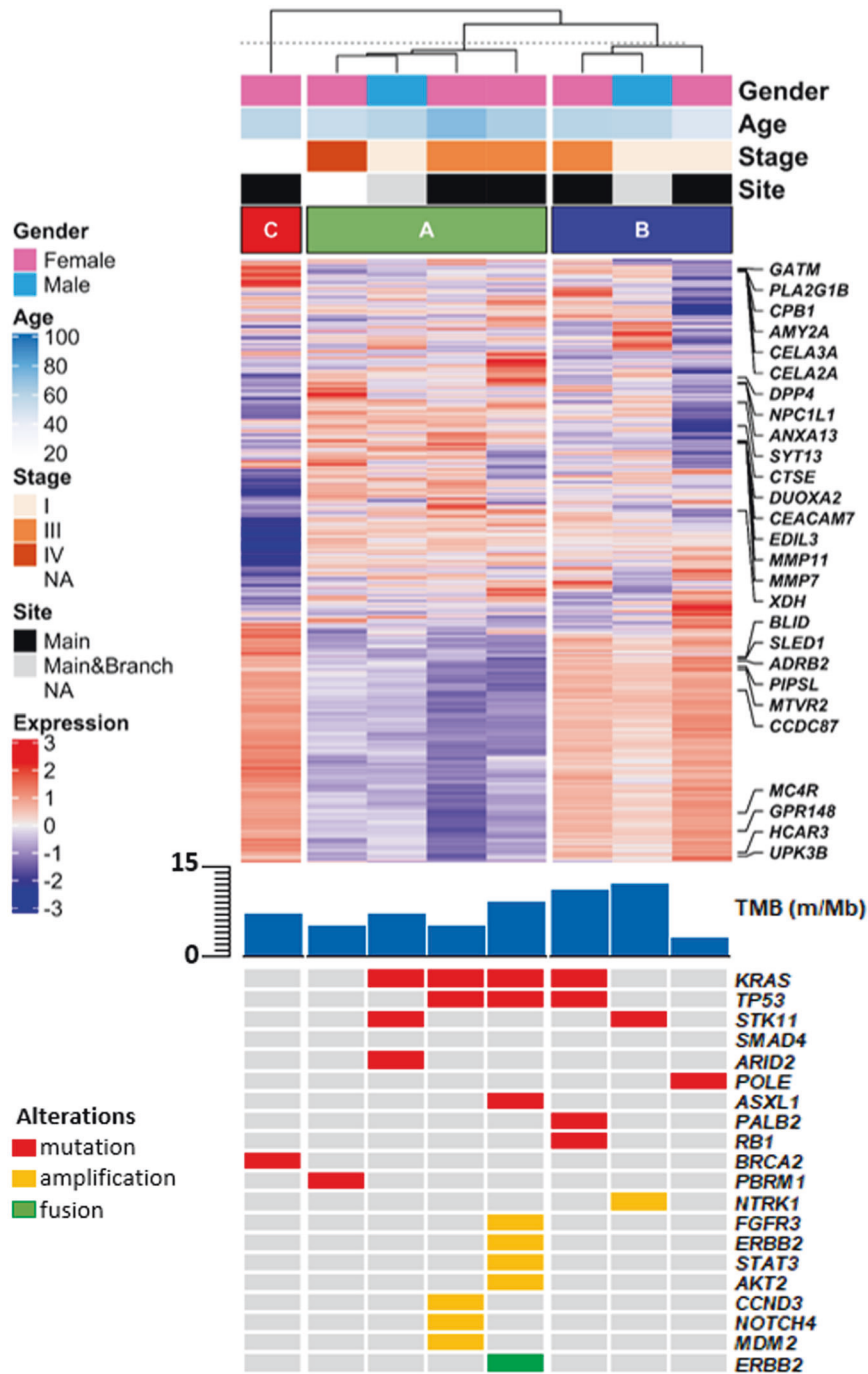 Gender
Age
Stage
Site
C A B
Gender
Female
Male
Age
100
80
60
40
20
Stage
I
III
IV
NA
Site
Main
Main&Branch
NA
Expression
3
2
1
0
-1
-2
-3
GATM
PLA2G1B
CPB1
AMY2A
CELA3A
CELA2A
DPP4
NPC1L1
ANXA13
SYT13
CTSE
DUOXA2
CEACAM7
EDIL3
MMP11
MMP7
XDH
BLID
SLED1
ADRB2
PIPSL
MTVR2
CCDC87
MC4R
GPR148
HCAR3
UPK3B
15
0
TMB (m/Mb)
KRAS
TP53
STK11
SMAD4
ARID2
POLE
ASXL1
PALB2
RB1
BRCA2
PBRM1
NTRK1
FGFR3
ERBB2
STAT3
AKT2
CCND3
NOTCH4
MDM2
ERBB2
Alterations
mutation
amplification
fusion